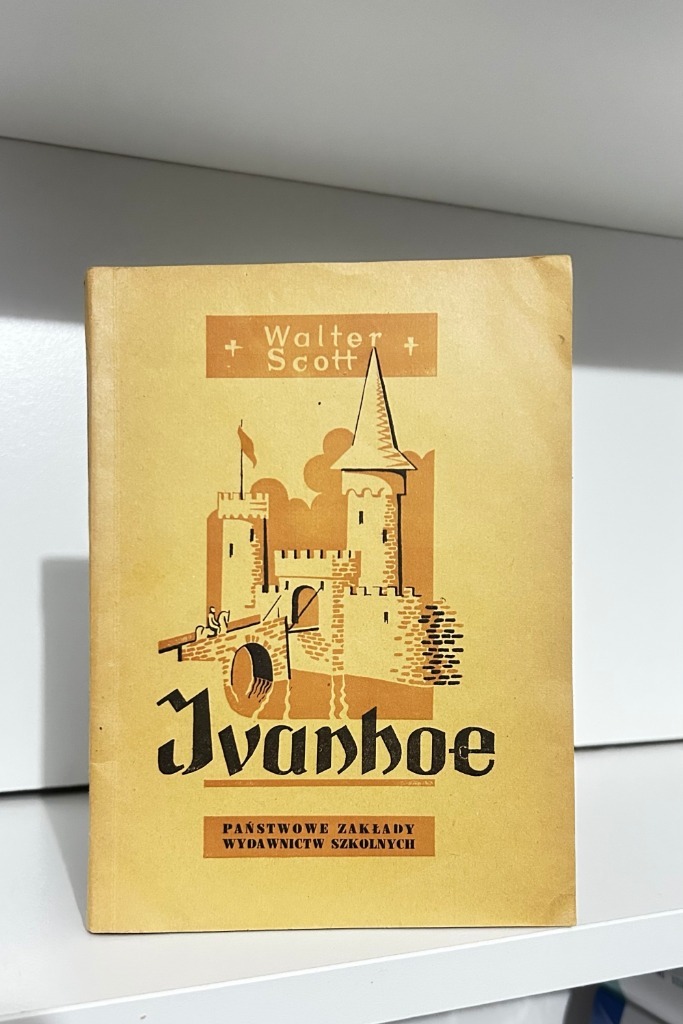 + Walter +
Scott
Ivanhoe
PAŃSTWOWE ZAKŁADY
WYDAWNICTW SZKOLNYCH